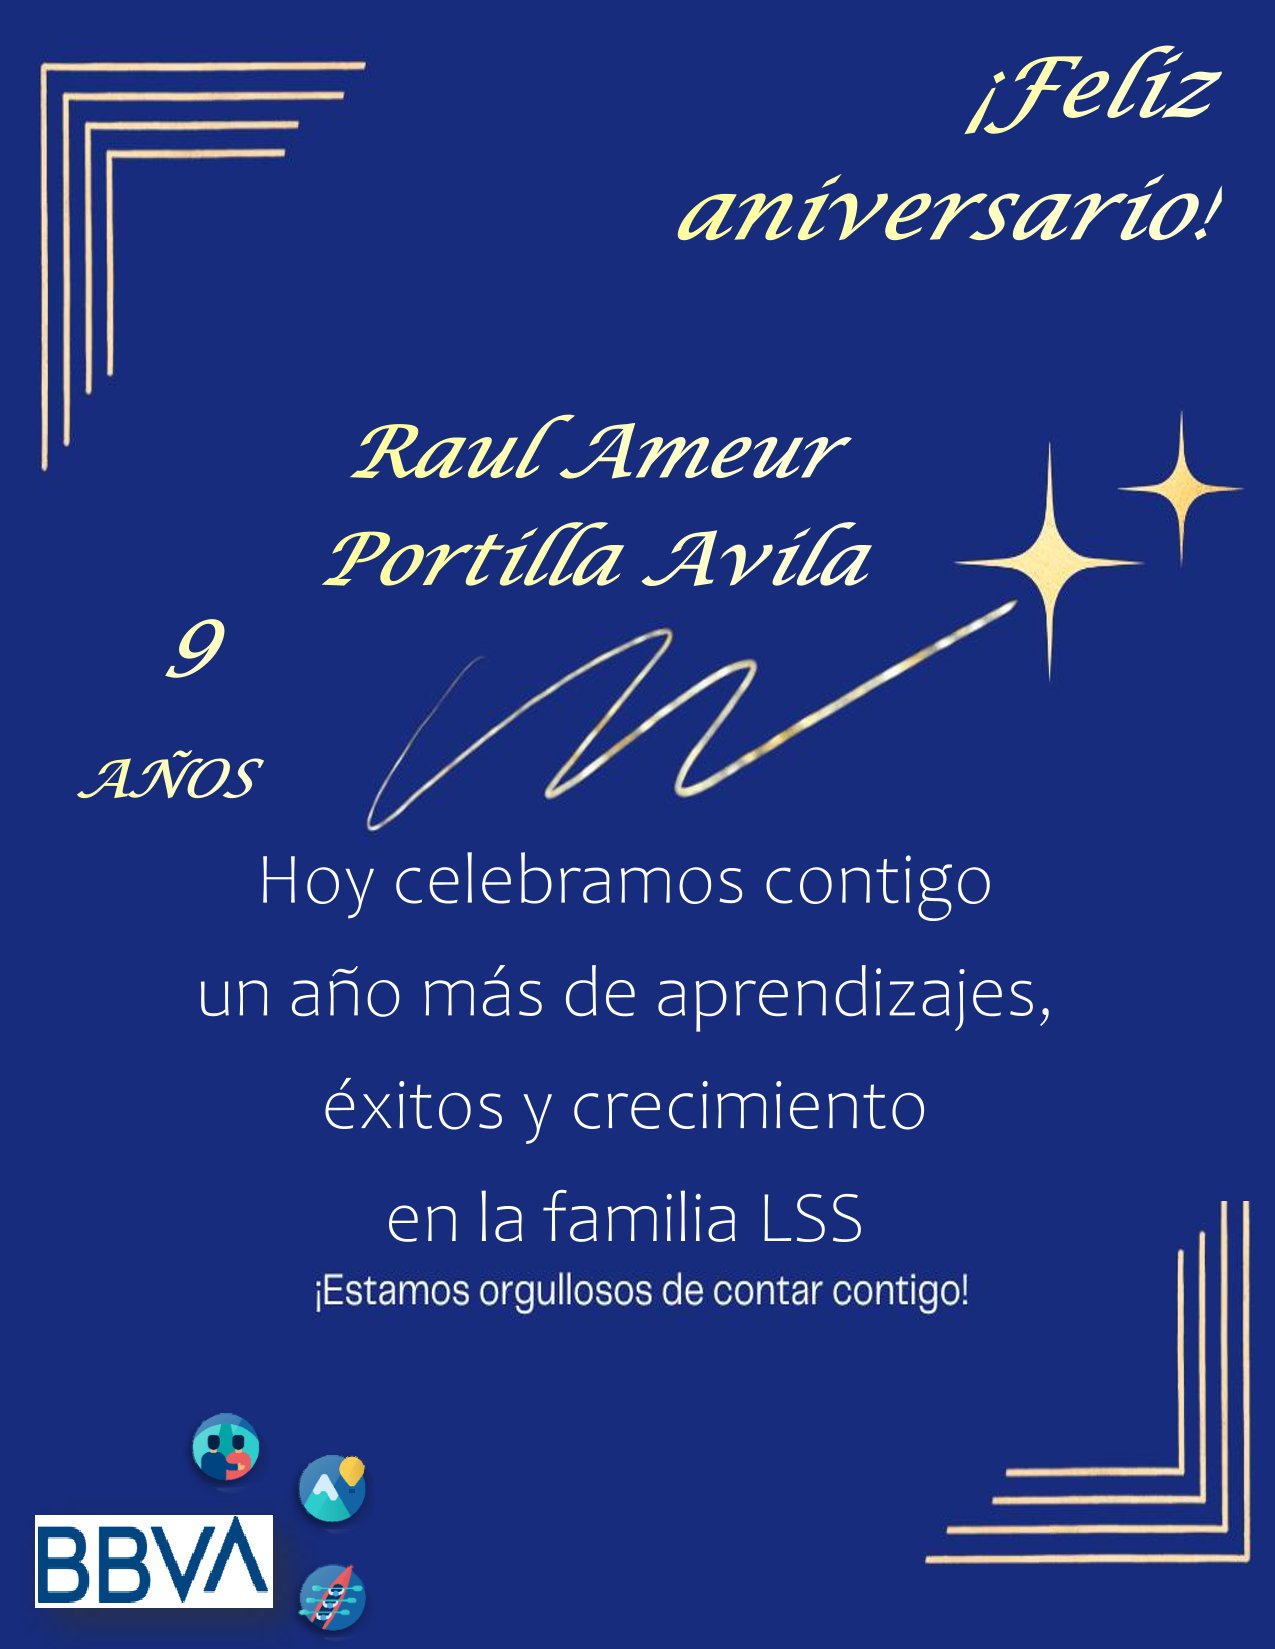 ¡Feliz
aniversario!
Raul Ameur
Portilla Avila
9
AÑOS
Hoy celebramos contigo
un año más de aprendizajes,
éxitos y crecimiento
en la familia LSS
¡Estamos orgullosos de contar contigo!
BBVA